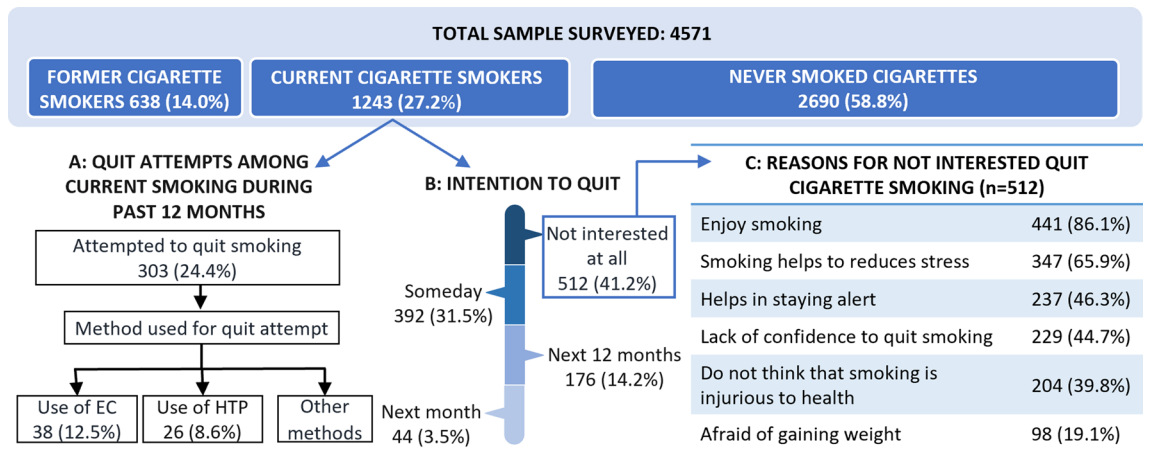 TOTAL SAMPLE SURVEYED: 4571
FORMER CIGARETTE
SMOKERS 638 (14.0%)
CURRENT CIGARETTE SMOKERS
1243 (27.2%)
NEVER SMOKED CIGARETTES
2690 (58.8%)
A: QUIT ATTEMPTS AMONG
CURRENT SMOKING DURING
PAST 12 MONTHS
Attempted to quit smoking
303 (24.4%)
Method used for quit attempt
Use of EC
38 (12.5%)
Use of HTP
26 (8.6%)
Other
methods
B: INTENTION TO QUIT
Not interested
at all
512 (41.2%)
Someday
392 (31.5%)
Next 12 months
176 (14.2%)
Next month
44 (3.5%)
C: REASONS FOR NOT INTERESTED QUIT
CIGARETTE SMOKING (n=512)
Enjoy smoking 441 (86.1%)
Smoking helps to reduces stress 347 (65.9%)
Helps in staying alert 237 (46.3%)
Lack of confidence to quit smoking 229 (44.7%)
Do not think that smoking is
injurious to health 204 (39.8%)
Afraid of gaining weight 98 (19.1%)